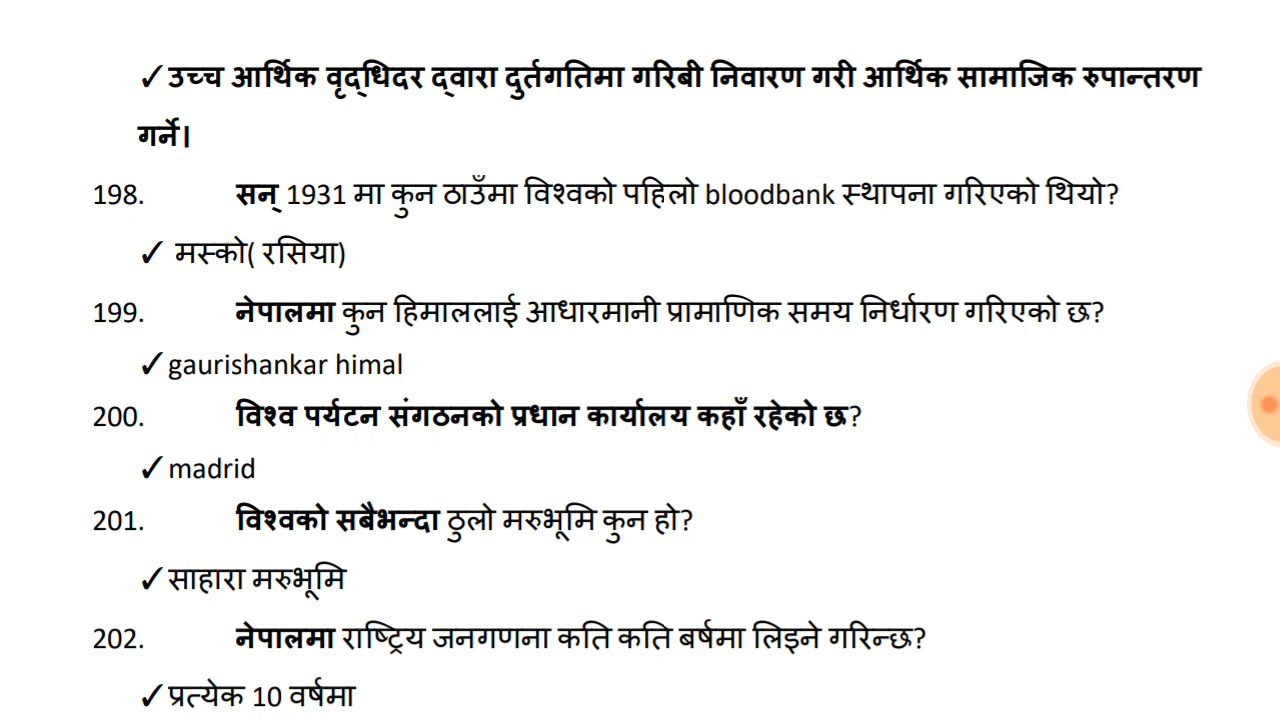 ✓उच्च आर्थिक वृद्धिदर द्वारा दुर्तगतिमा गरिबी निवारण गरी आर्थिक सामाजिक रुपान्तरण
गर्ने।
198. सन् 1931 मा कुन ठाउँमा विश्वको पहिलो bloodbank स्थापना गरिएको थियो?
✓ मस्को( रसिया)
199. नेपालमा कुन हिमाललाई आधारमानी प्रामाणिक समय निर्धारण गरिएको छ?
✓gaurishankar himal
200. विश्व पर्यटन संगठनको प्रधान कार्यालय कहाँ रहेको छ?
✓madrid
201. विश्वको सबैभन्दा ठुलो मरुभूमि कुन हो?
✓साहारा मरुभूमि
202. नेपालमा राष्ट्रिय जनगणना कति कति बर्षमा लिइने गरिन्छ?
✓प्रत्येक 10 वर्षमा